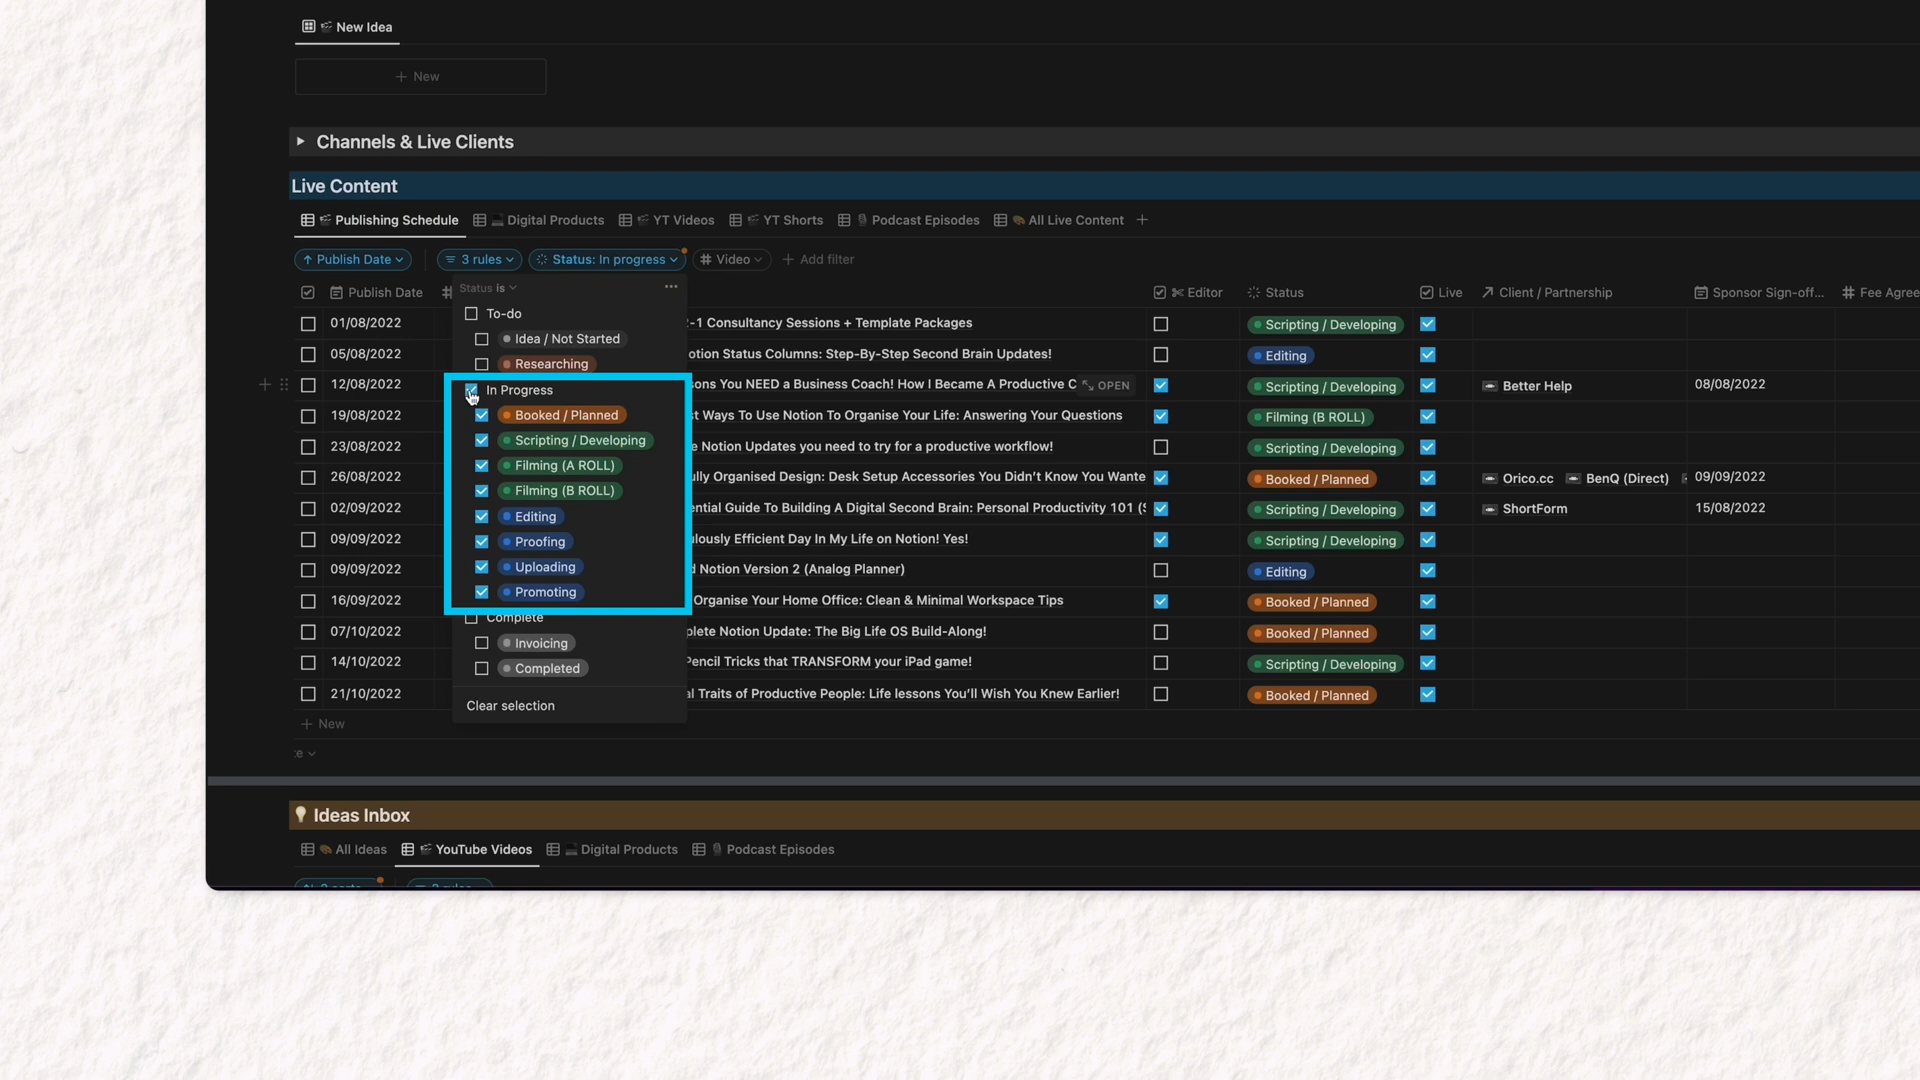 New Idea
+ New
Channels & Live Clients
Live Content
Publishing Schedule Digital Products YT Videos YT Shorts Podcast Episodes All Live Content +
Publish Date 3 rules Status: In progress Video + Add filter
Publish Date Editor Status Live Client / Partnership Sponsor Sign-off... Fee Agree
Status is
To-do
Idea / Not Started
Researching
In Progress
Booked / Planned
Scripting / Developing
Filming (A ROLL)
Filming (B ROLL)
Editing
Proofing
Uploading
Promoting
Complete
Invoicing
Completed
Clear selection
01/08/2022 -1 Consultancy Sessions + Template Packages Scripting / Developing
05/08/2022 otion Status Columns: Step-By-Step Second Brain Updates! Editing
12/08/2022 ons You NEED a Business Coach! How I Became A Productive C OPEN Scripting / Developing Better Help 08/08/2022
19/08/2022 st Ways To Use Notion To Organise Your Life: Answering Your Questions Filming (B ROLL)
23/08/2022 e Notion Updates you need to try for a productive workflow! Scripting / Developing
26/08/2022 ully Organised Design: Desk Setup Accessories You Didn't Know You Wante Booked / Planned Orico.cc BenQ (Direct) 09/09/2022
02/09/2022 ential Guide To Building A Digital Second Brain: Personal Productivity 101 (S Scripting / Developing ShortForm 15/08/2022
09/09/2022 ulously Efficient Day In My Life on Notion! Yes! Scripting / Developing
09/09/2022 d Notion Version 2 (Analog Planner) Editing
16/09/2022 Organise Your Home Office: Clean & Minimal Workspace Tips Booked / Planned
07/10/2022 plete Notion Update: The Big Life OS Build-Along! Booked / Planned
14/10/2022 Pencil Tricks that TRANSFORM your iPad game! Scripting / Developing
21/10/2022 al Traits of Productive People: Life lessons You'll Wish You Knew Earlier! Booked / Planned
+ New
Ideas Inbox
All Ideas YouTube Videos Digital Products Podcast Episodes